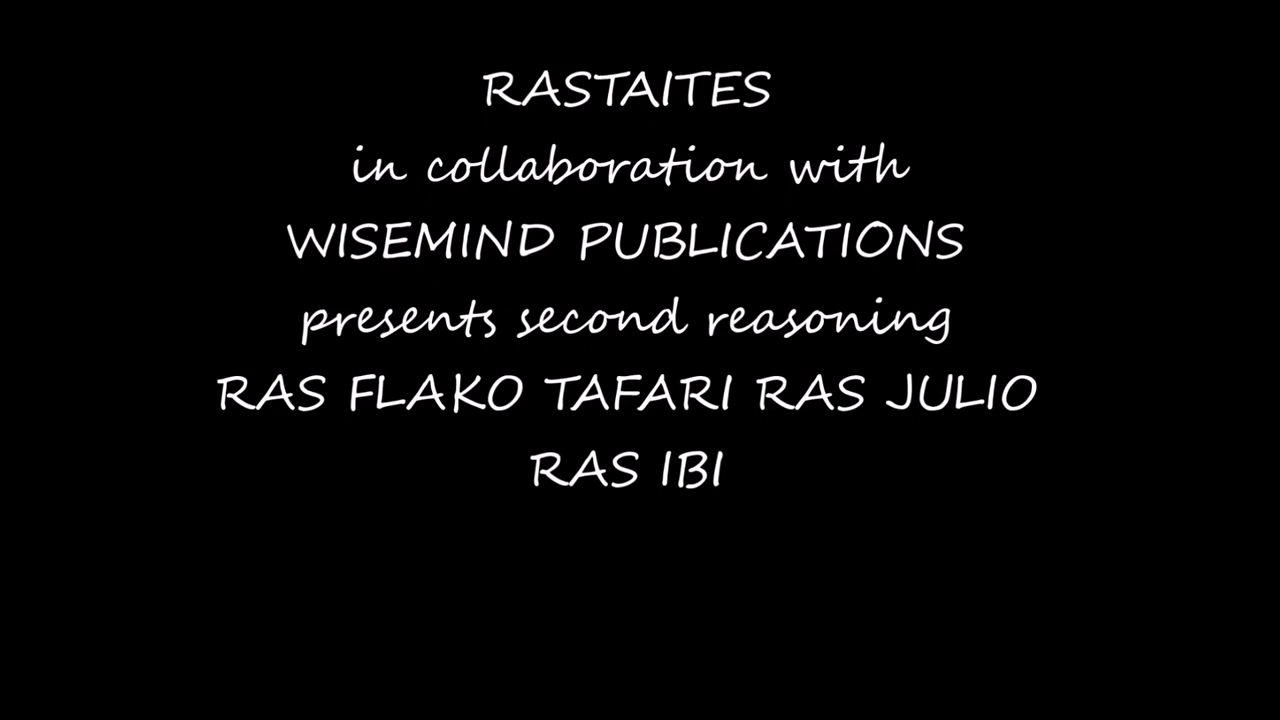 RASTAITES
in collaboration with
WISEMIND PUBLICATIONS
presents second reasoning
RAS FLAKO TAFARI RAS JULIO
RAS IBI